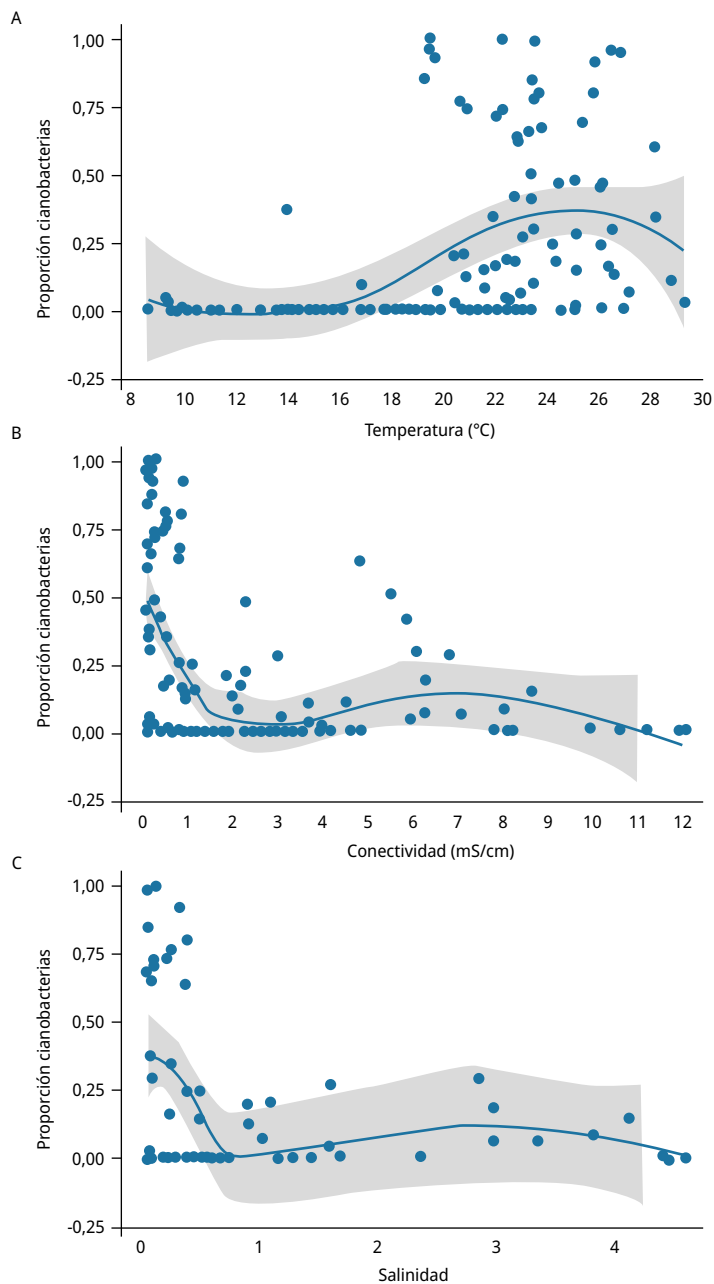 A
1,00
0,75
0,50
0,25
0,00
-0,25
Proporción cianobacterias
8 10 12 14 16 18 20 22 24 26 28 30
Temperatura (°C)
B
1,00
0,75
0,50
0,25
0,00
-0,25
Proporción cianobacterias
0 1 2 3 4 5 6 7 8 9 10 11 12
Conectividad (mS/cm)
C
1,00
0,75
0,50
0,25
0,00
-0,25
Proporción cianobacterias
0 1 2 3 4
Salinidad